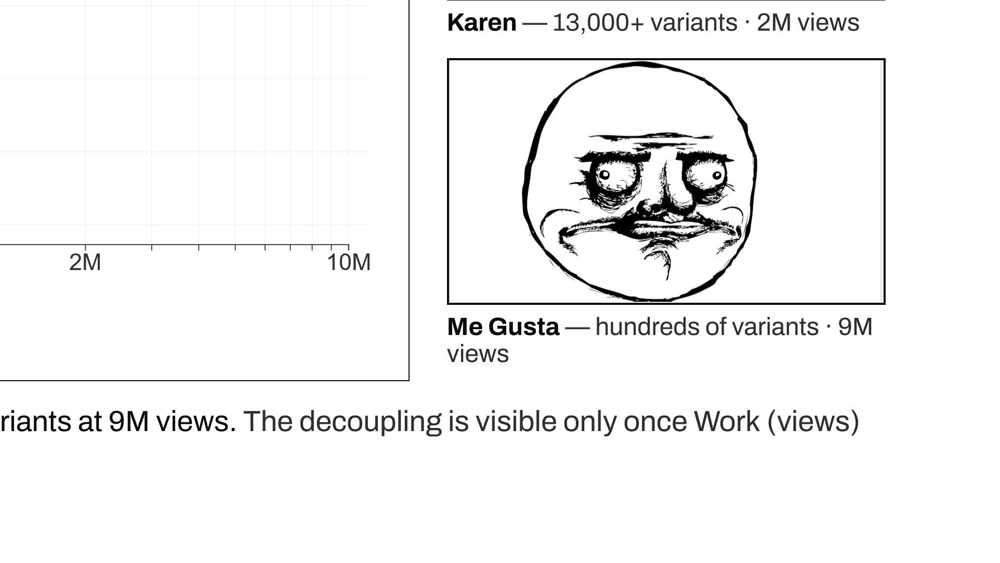 Karen — 13,000+ variants · 2M views
2M
10M
Me Gusta — hundreds of variants · 9M
views
riants at 9M views. The decoupling is visible only once Work (views)